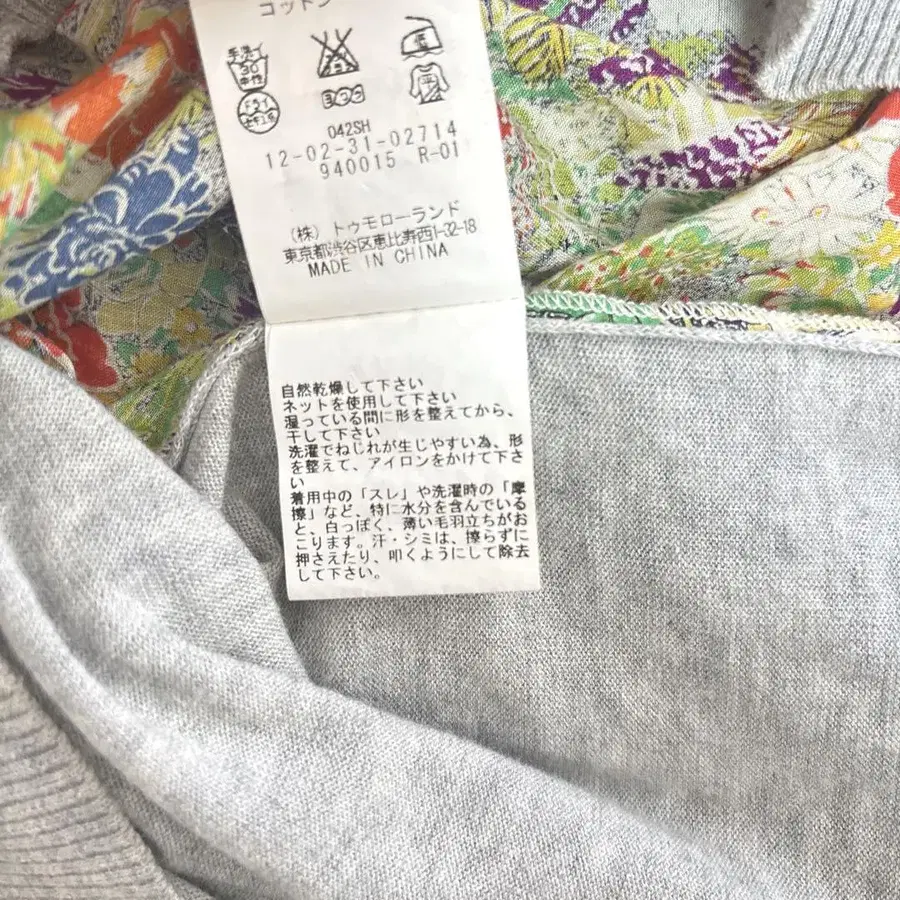 コットン
手洗イ
30
中性
ドライ
042SH
12-02-31-02714
940015 R-01
(株) トゥモローランド
東京都渋谷区恵比寿西1-32-18
MADE IN CHINA
自然乾燥して下さい
ネットを使用して下さい
湿っている間に形を整えてから、
干して下さい
洗濯でねじれが生じやすい為、形
を整えて、アイロンをかけて下さ
い
着用中の「スレ」や洗濯時の「摩
擦」など、特に水分を含んでいる
と、白っぽく、薄い毛羽立ちがお
こります。汗・シミは、擦らずに
押さえたり、叩くようにして除去
して下さい。